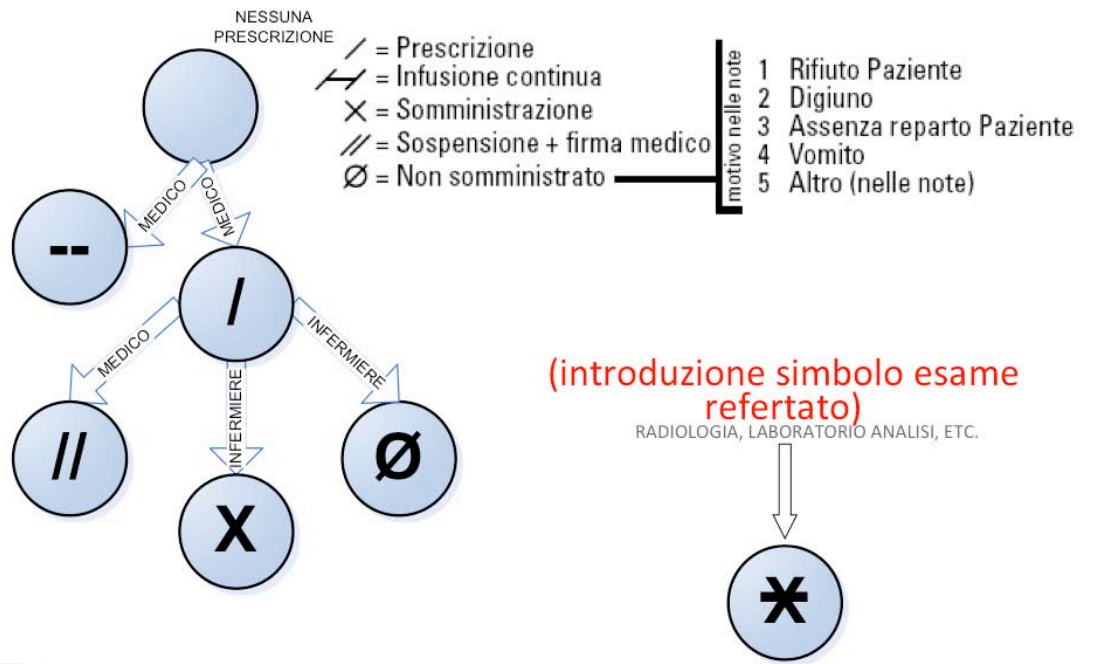 NESSUNA
PRESCRIZIONE
/ = Prescrizione
/-/ = Infusione continua
X = Somministrazione
// = Sospensione + firma medico
Ø = Non somministrato
motivo nelle note
1 Rifiuto Paziente
2 Digiuno
3 Assenza reparto Paziente
4 Vomito
5 Altro (nelle note)
MEDICO
MEDICO
--
/
MEDICO
INFERMIERE
INFERMIERE
//
X
Ø
(introduzione simbolo esame
refertato)
RADIOLOGIA, LABORATORIO ANALISI, ETC.
X